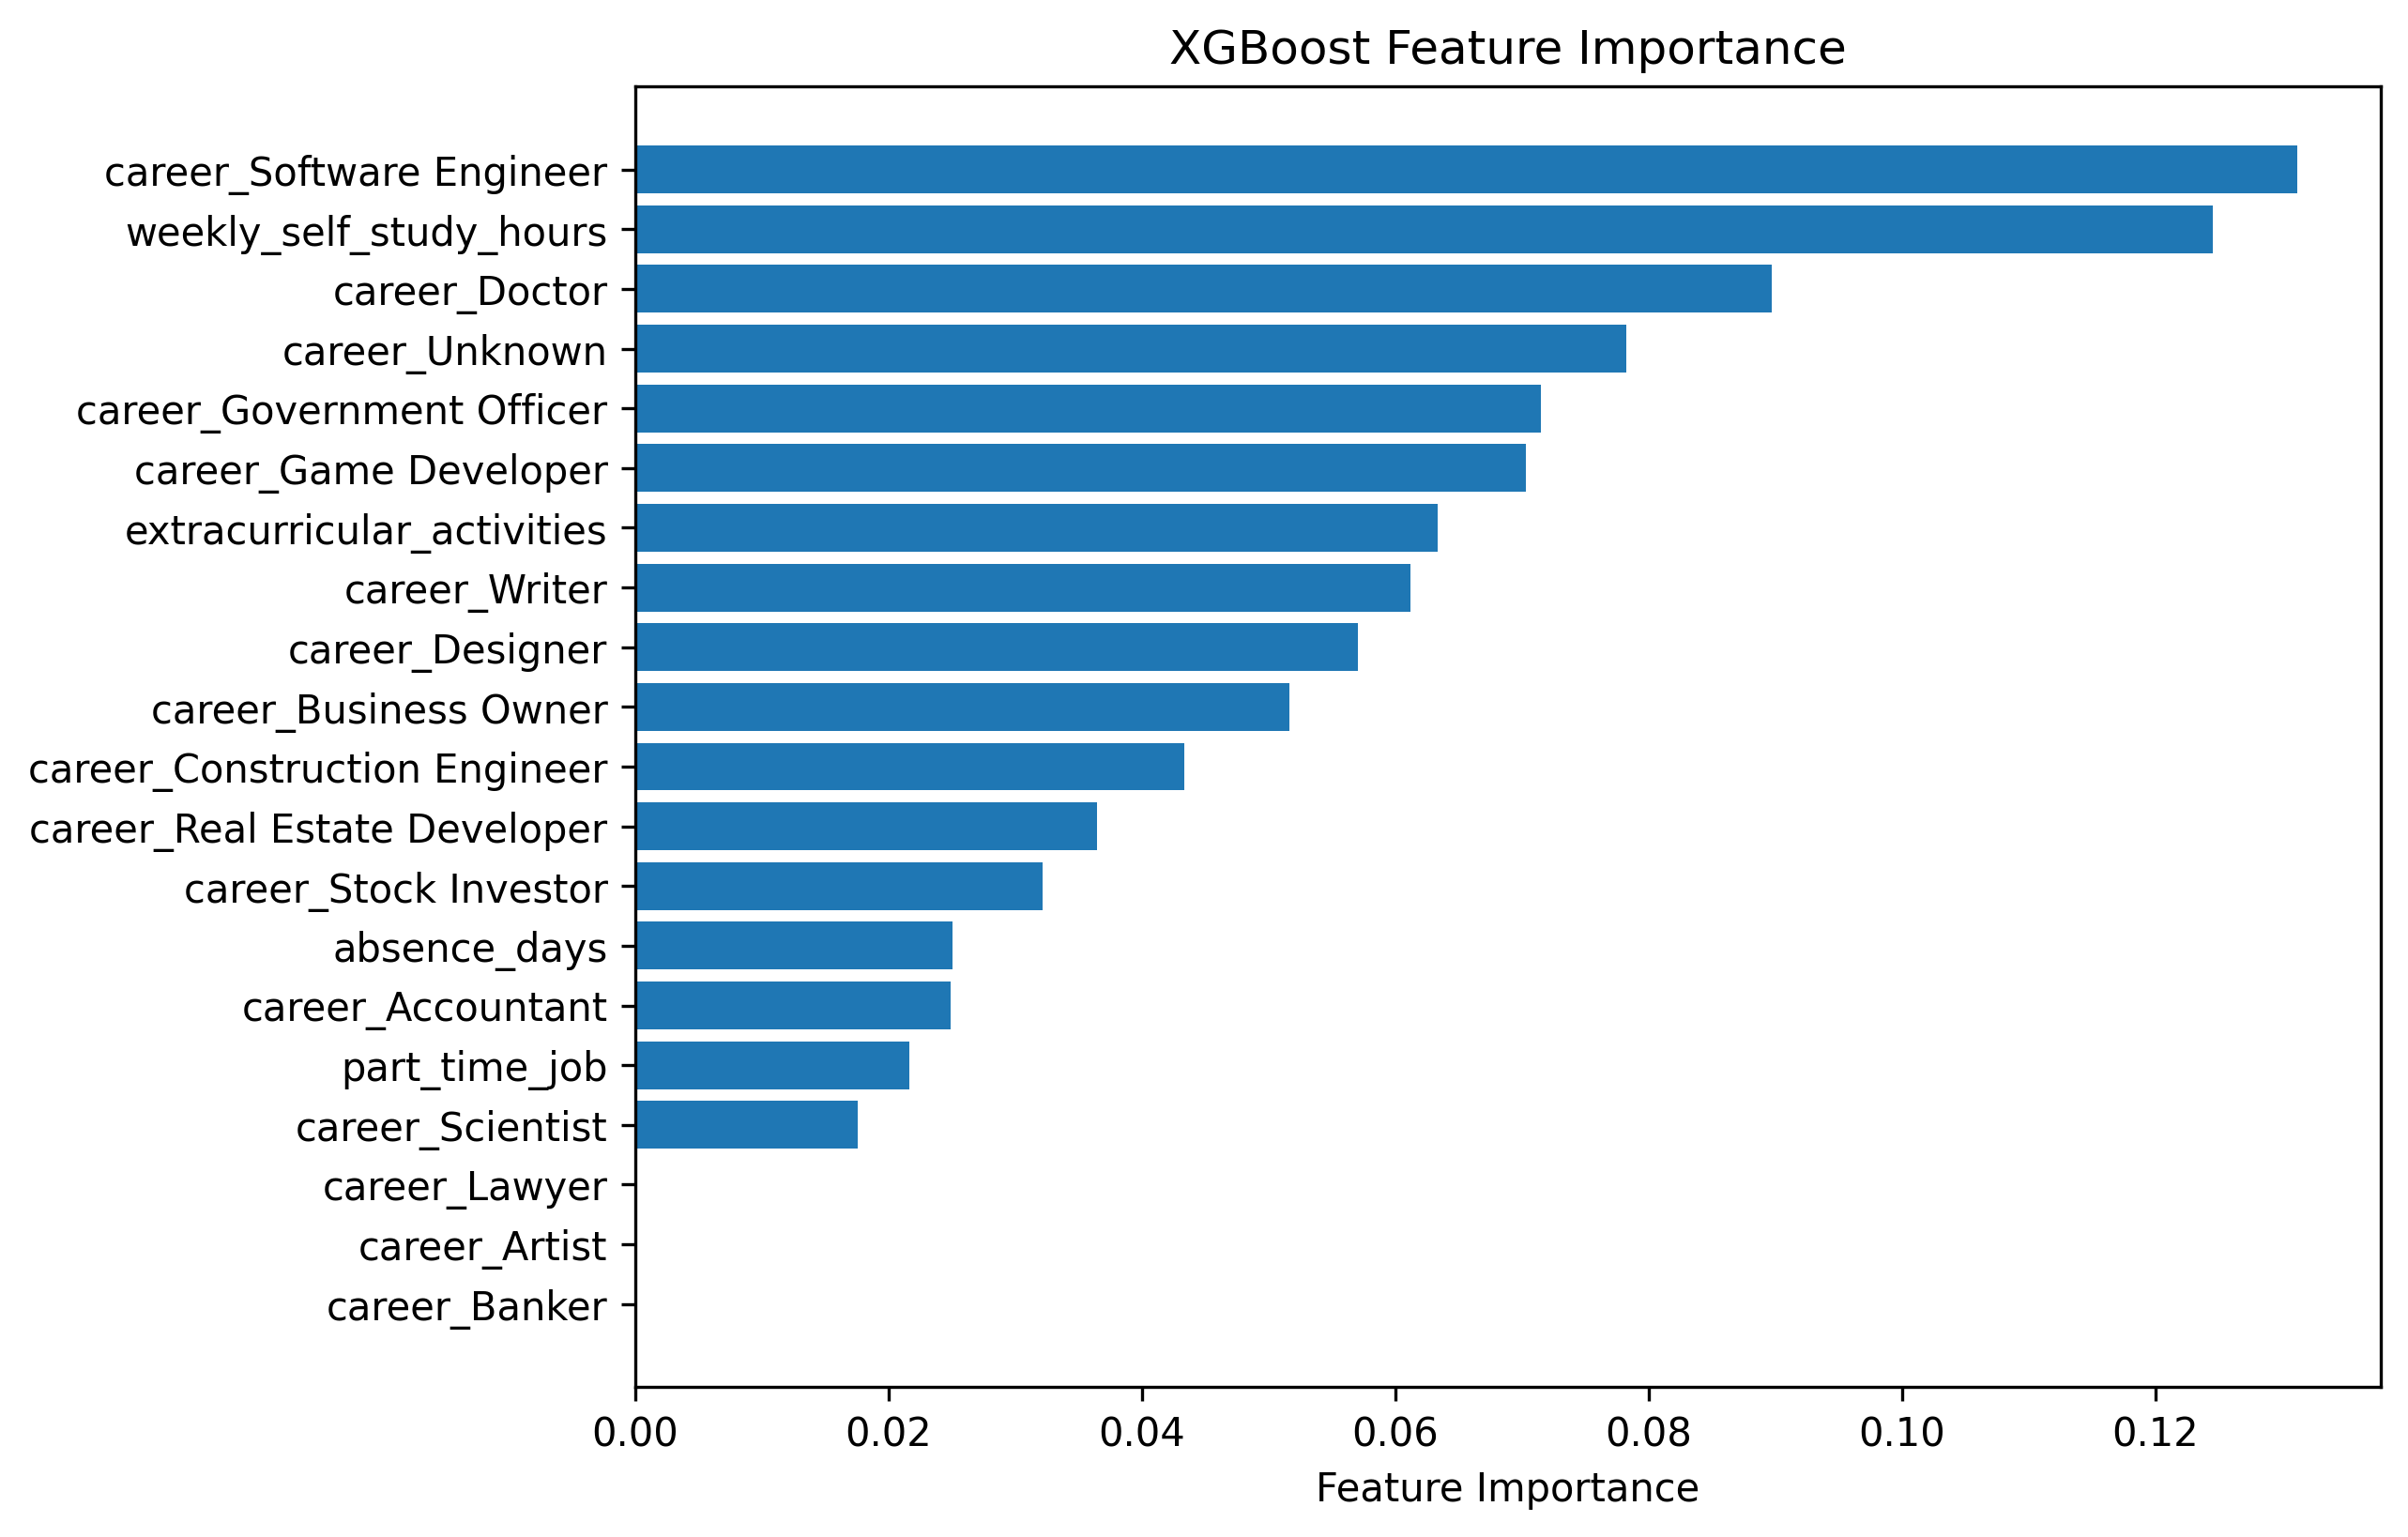 XGBoost Feature Importance
career_Software Engineer
weekly_self_study_hours
career_Doctor
career_Unknown
career_Government Officer
career_Game Developer
extracurricular_activities
career_Writer
career_Designer
career_Business Owner
career_Construction Engineer
career_Real Estate Developer
career_Stock Investor
absence_days
career_Accountant
part_time_job
career_Scientist
career_Lawyer
career_Artist
career_Banker
0.00 0.02 0.04 0.06 0.08 0.10 0.12
Feature Importance